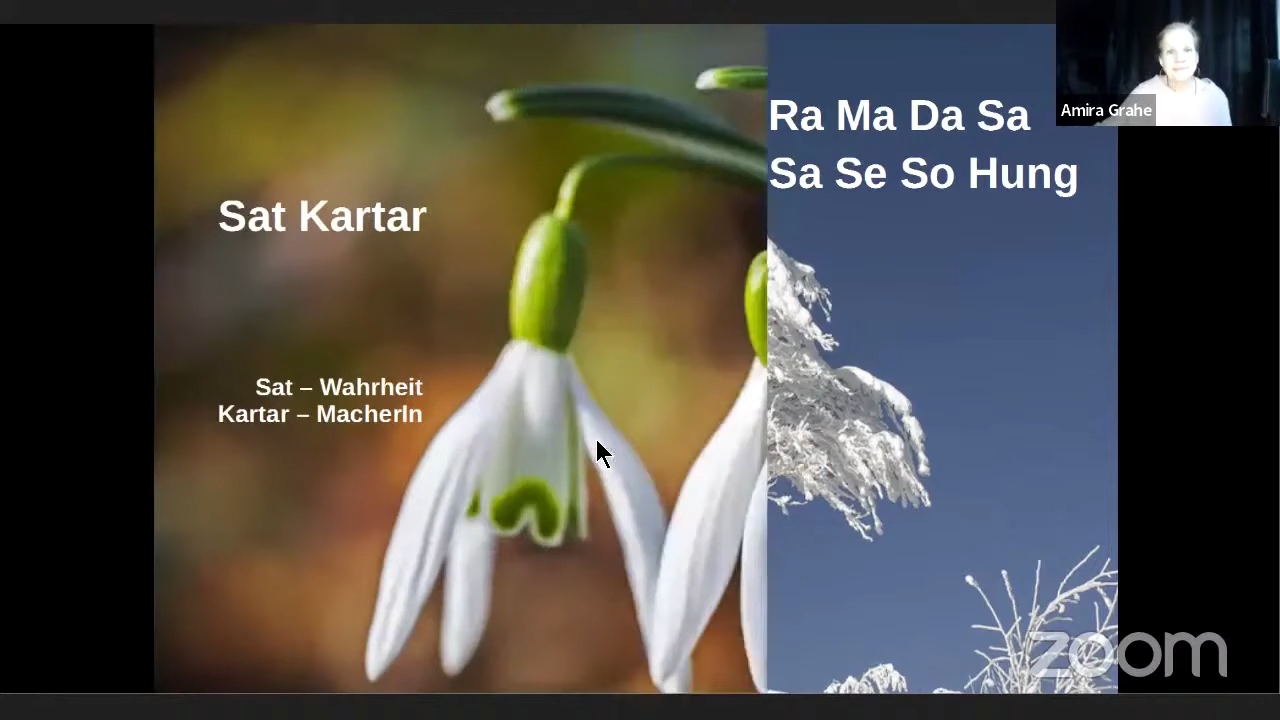 Sat Kartar
Sat – Wahrheit
Kartar – MacherIn
Ra Ma Da Sa
Sa Se So Hung
Amira Grahe
zoom